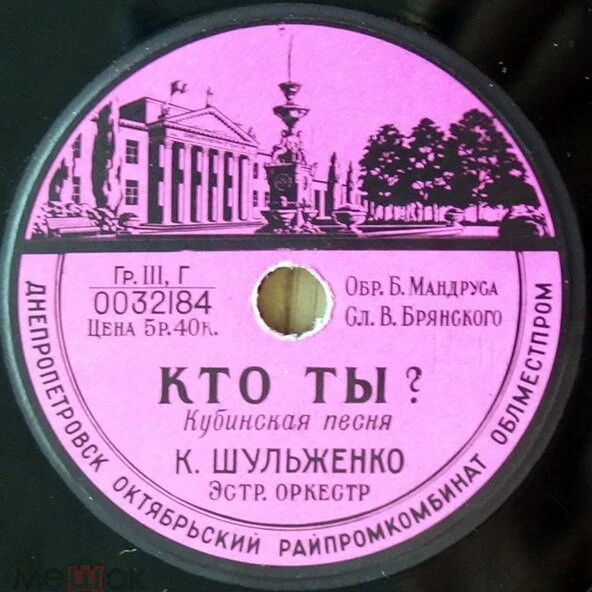 Гр. III, Г
0032184
Цена 5р.40к.
Обр. Б. Мандруса
Сл. В. Брянского
КТО ТЫ?
Кубинская песня
К. ШУЛЬЖЕНКО
Эстр. оркестр
ДНЕПРОПЕТРОВСК ОКТЯБРЬСКИЙ РАЙПРОМКОМБИНАТ ОБЛМЕСТПРОМ
мешок